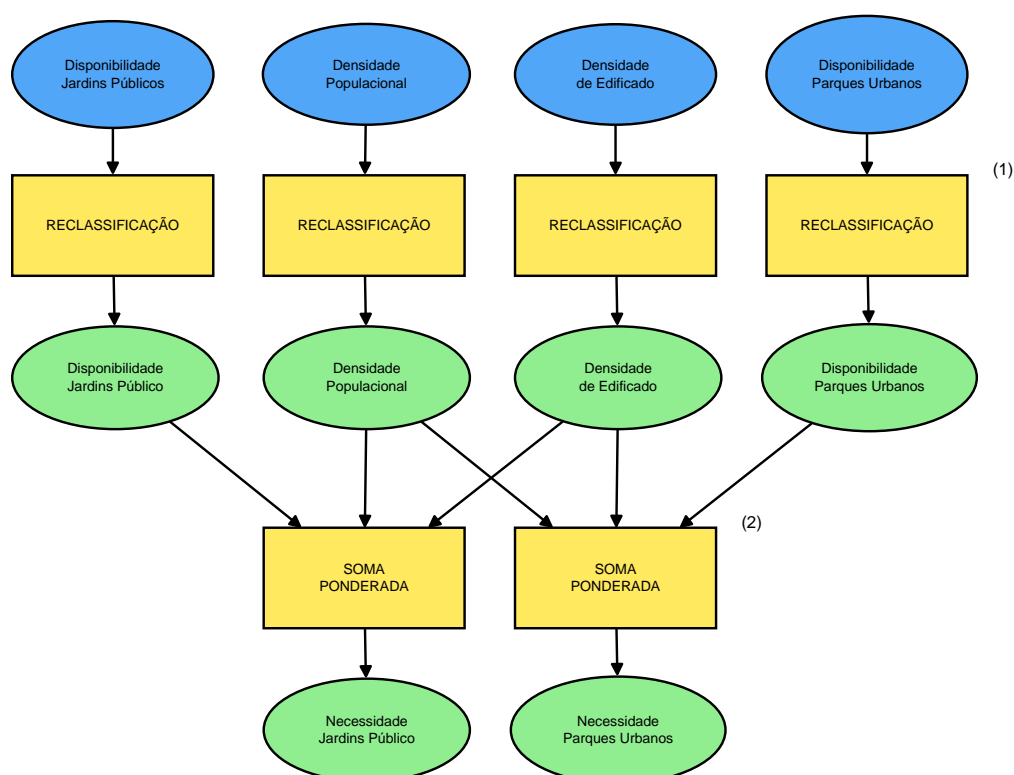 Disponibilidade
Jardins Públicos
Densidade
Populacional
Densidade
de Edificado
Disponibilidade
Parques Urbanos
(1)
RECLASSIFICAÇÃO
RECLASSIFICAÇÃO
RECLASSIFICAÇÃO
RECLASSIFICAÇÃO
Disponibilidade
Jardins Público
Densidade
Populacional
Densidade
de Edificado
Disponibilidade
Parques Urbanos
(2)
SOMA
PONDERADA
SOMA
PONDERADA
Necessidade
Jardins Público
Necessidade
Parques Urbanos